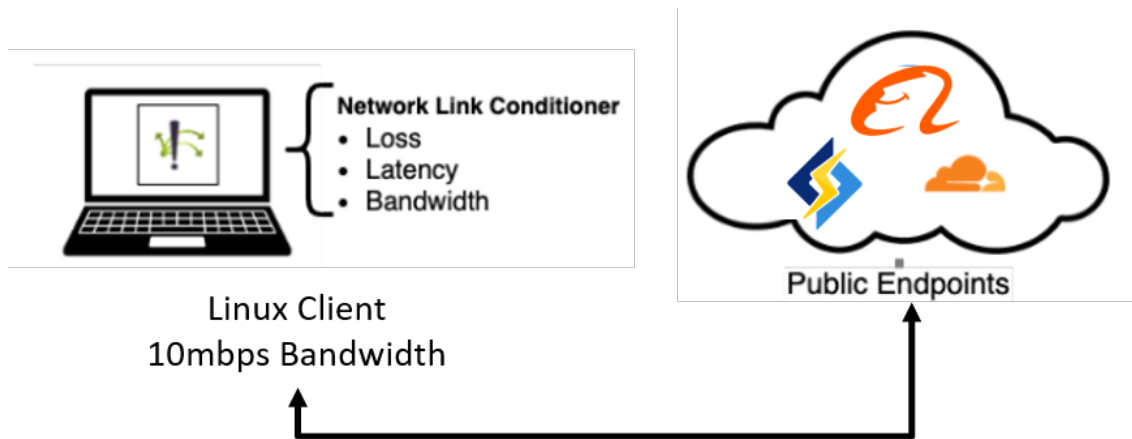 Network Link Conditioner
• Loss
• Latency
• Bandwidth
Linux Client
10mbps Bandwidth
Public Endpoints